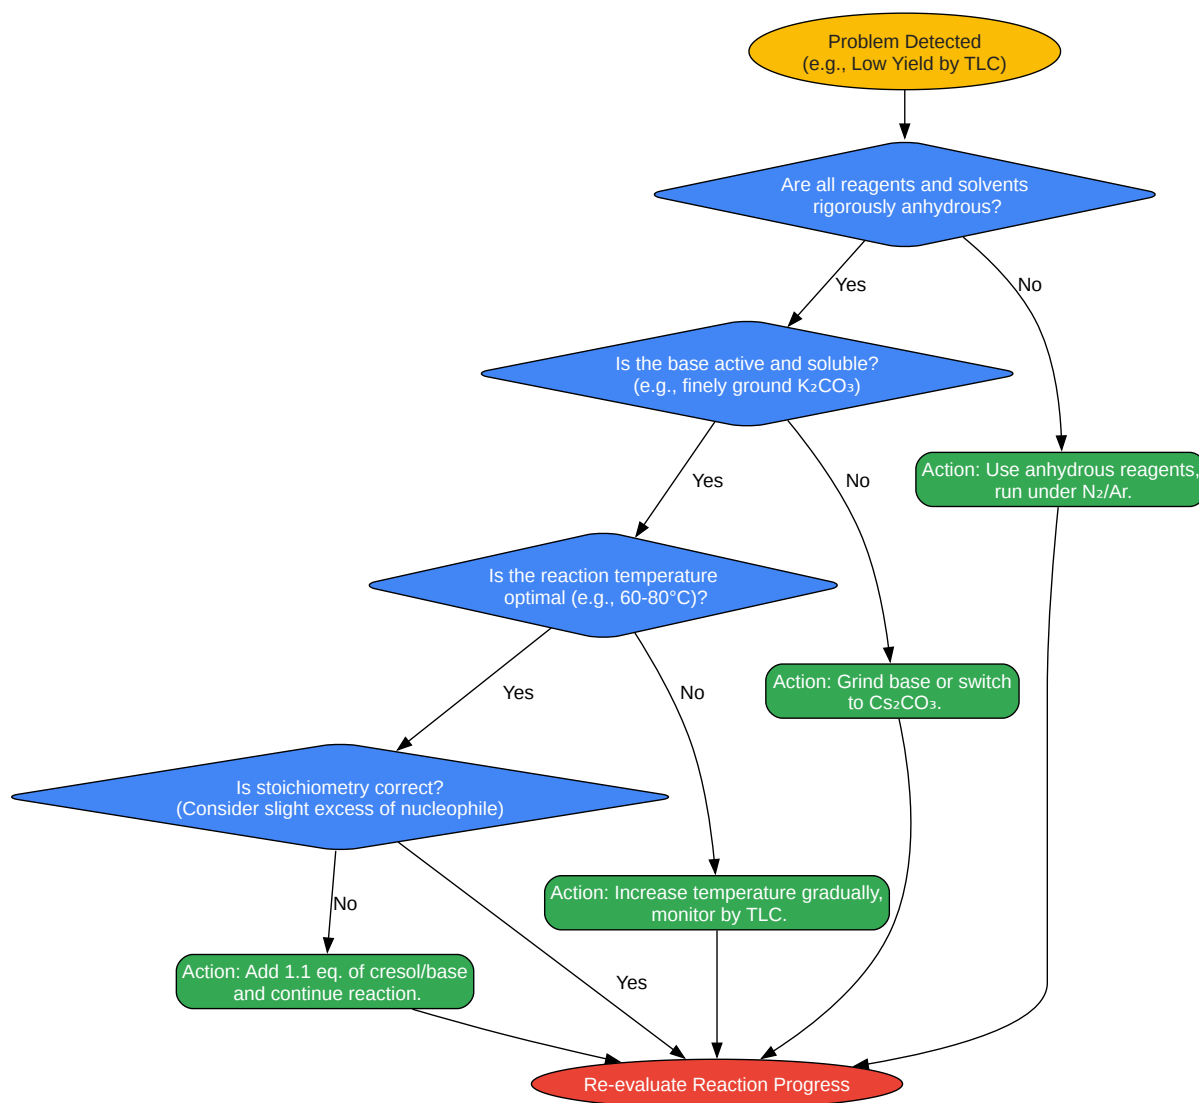 Problem Detected
(e.g., Low Yield by TLC)
Are all reagents and solvents
rigorously anhydrous?
Yes
No
Is the base active and soluble?
(e.g., finely ground K₂CO₃)
Yes
No
Action: Use anhydrous reagents,
run under N₂/Ar.
Is the reaction temperature
optimal (e.g., 60-80°C)?
Yes
No
Action: Grind base or switch
to Cs₂CO₃.
Is stoichiometry correct?
(Consider slight excess of nucleophile)
No
Yes
Action: Increase temperature gradually,
monitor by TLC.
Action: Add 1.1 eq. of cresol/base
and continue reaction.
Re-evaluate Reaction Progress